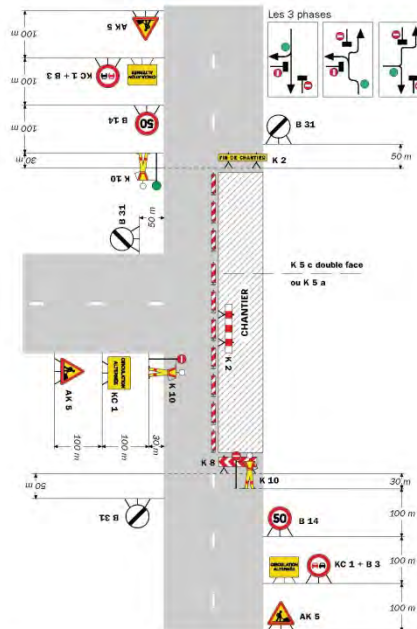 Les 3 phases
100 m
AK 5
100 m
KC 1 + B 3
CIRCULATION
ALTERNÉE
100 m
50
B 14
30 m
K 10
B 31
FIN DE CHANTIER
K 2
50 m
B 31
50 m
K 5 c double face
ou K 5 a
CHANTIER
K 2
AK 5
KC 1
CIRCULATION
ALTERNÉE
K 10
100 m
100 m
30 m
K 8
K 10
30 m
50 m
B 31
50
B 14
100 m
CIRCULATION
ALTERNÉE
KC 1 + B 3
100 m
AK 5
100 m